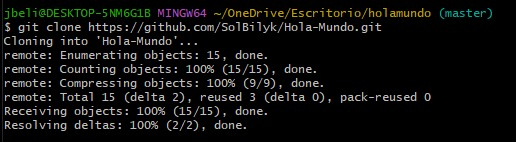 jbeli@DESKTOP-5NM6G1B MINGW64 ~/OneDrive/Escritorio/holamundo (master)
$ git clone https://github.com/SolBilyk/Hola-Mundo.git
Cloning into 'Hola-Mundo'...
remote: Enumerating objects: 15, done.
remote: Counting objects: 100% (15/15), done.
remote: Compressing objects: 100% (9/9), done.
remote: Total 15 (delta 2), reused 3 (delta 0), pack-reused 0
Receiving objects: 100% (15/15), done.
Resolving deltas: 100% (2/2), done.